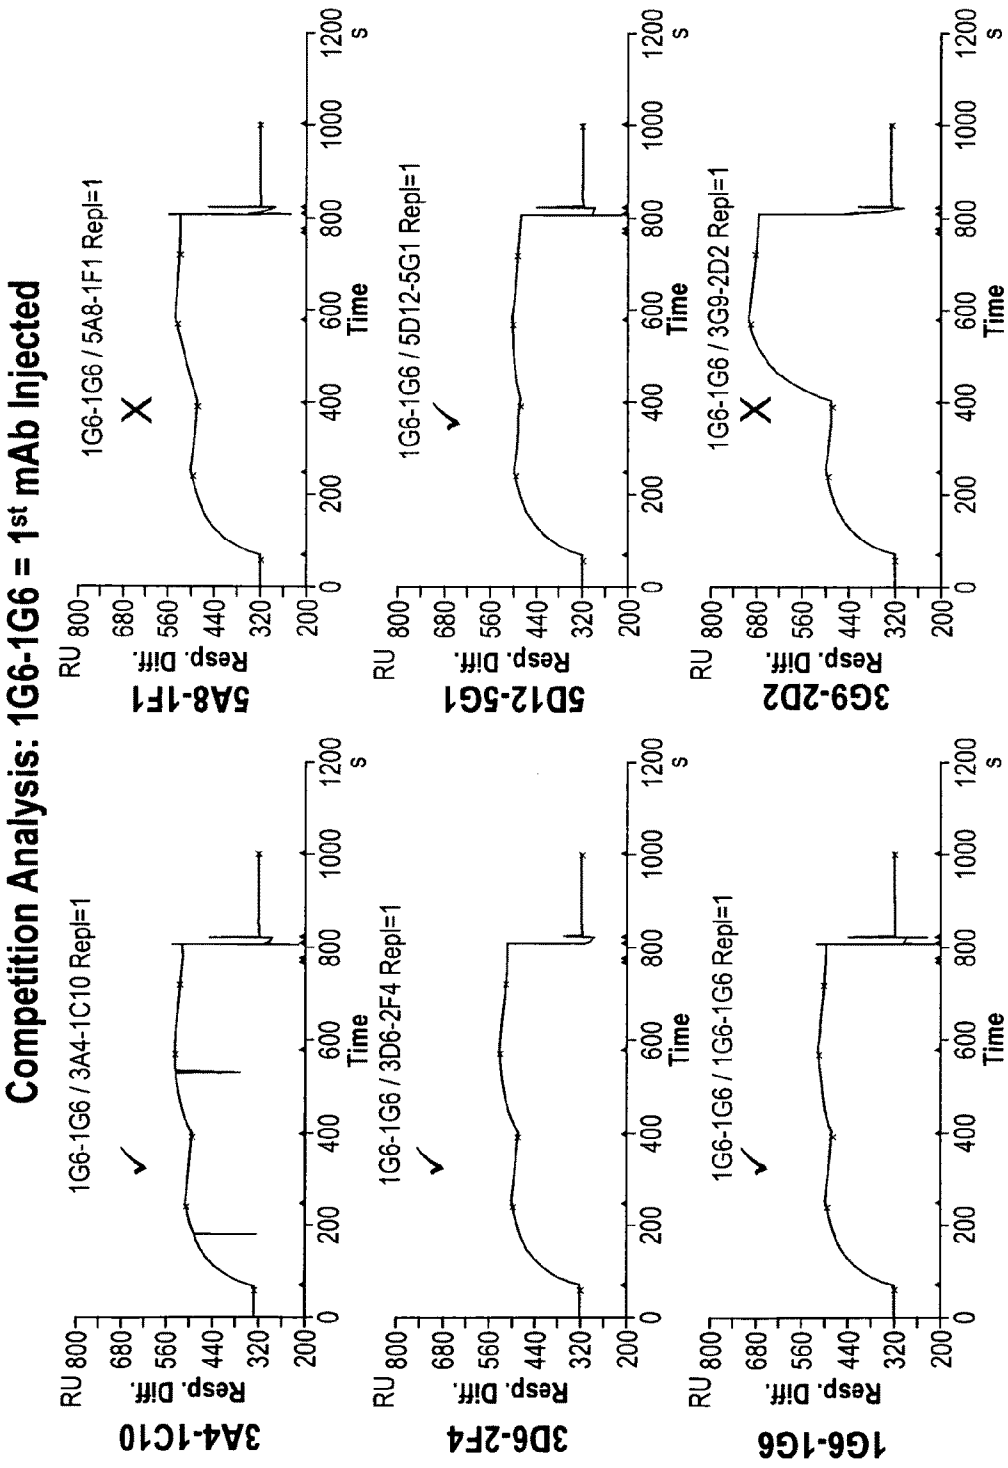 Competition Analysis: 1G6-1G6 = 1st mAb Injected
3A4-1C10
1G6-1G6 / 3A4-1C10 Repl=1
RU
Resp. Diff.
800
680
560
440
320
200
0 200 400 600 800 1000 1200
Time
s
5A8-1F1
1G6-1G6 / 5A8-1F1 Repl=1
X
RU
Resp. Diff.
800
680
560
440
320
200
0 200 400 600 800 1000 1200
Time
s
3D6-2F4
1G6-1G6 / 3D6-2F4 Repl=1
Resp. Diff.
800
680
560
440
320
200
0 200 400 600 800 1000 1200
Time
s
5D12-5G1
1G6-1G6 / 5D12-5G1 Repl=1
RU
Resp. Diff.
800
680
560
440
320
200
0 200 400 600 800 1000 1200
Time
s
1G6-1G6
1G6-1G6 / 1G6-1G6 Repl=1
RU
Resp. Diff.
800
680
560
440
320
200
0 200 400 600 800 1000 1200
Time
s
3G9-2D2
1G6-1G6 / 3G9-2D2 Repl=1
X
RU
Resp. Diff.
800
680
560
440
320
200
0 200 400 600 800 1000 1200
Time
s